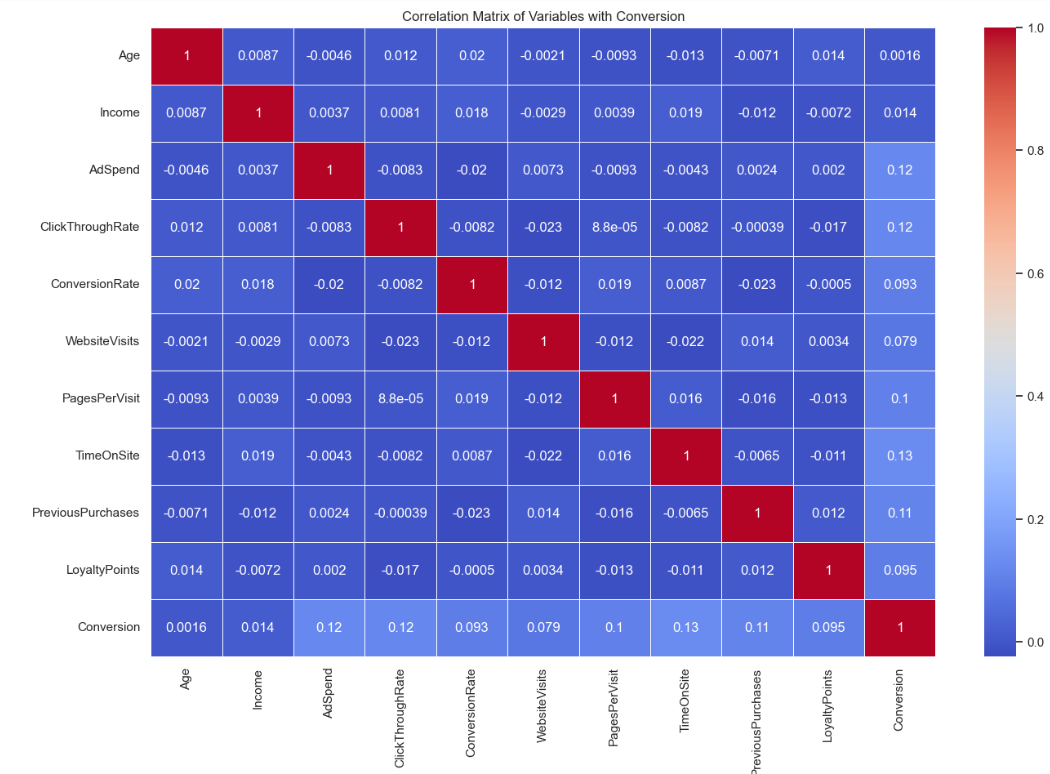 Correlation Matrix of Variables with Conversion
Age 1 0.0087 -0.0046 0.012 0.02 -0.0021 -0.0093 -0.013 -0.0071 0.014 0.0016
Income 0.0087 1 0.0037 0.0081 0.018 -0.0029 0.0039 0.019 -0.012 -0.0072 0.014
AdSpend -0.0046 0.0037 1 -0.0083 -0.02 0.0073 -0.0093 -0.0043 0.0024 0.002 0.12
ClickThroughRate 0.012 0.0081 -0.0083 1 -0.0082 -0.023 8.8e-05 -0.0082 -0.00039 -0.017 0.12
ConversionRate 0.02 0.018 -0.02 -0.0082 1 -0.012 0.019 0.0087 -0.023 -0.0005 0.093
WebsiteVisits -0.0021 -0.0029 0.0073 -0.023 -0.012 1 -0.012 -0.022 0.014 0.0034 0.079
PagesPerVisit -0.0093 0.0039 -0.0093 8.8e-05 0.019 -0.012 1 0.016 -0.016 -0.013 0.1
TimeOnSite -0.013 0.019 -0.0043 -0.0082 0.0087 -0.022 0.016 1 -0.0065 -0.011 0.13
PreviousPurchases -0.0071 -0.012 0.0024 -0.00039 -0.023 0.014 -0.016 -0.0065 1 0.012 0.11
LoyaltyPoints 0.014 -0.0072 0.002 -0.017 -0.0005 0.0034 -0.013 -0.011 0.012 1 0.095
Conversion 0.0016 0.014 0.12 0.12 0.093 0.079 0.1 0.13 0.11 0.095 1
Age
Income
AdSpend
ClickThroughRate
ConversionRate
WebsiteVisits
PagesPerVisit
TimeOnSite
PreviousPurchases
LoyaltyPoints
Conversion
1.0
0.8
0.6
0.4
0.2
0.0